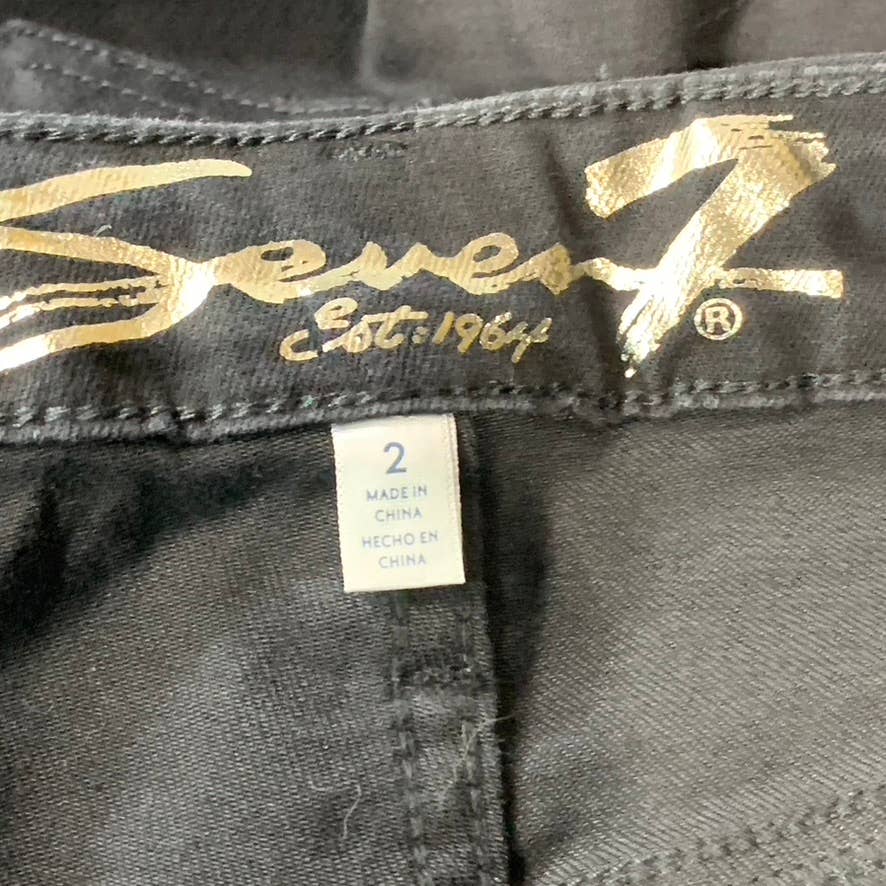 Seven7
®
Est: 1964
2
MADE IN
CHINA
HECHO EN
CHINA